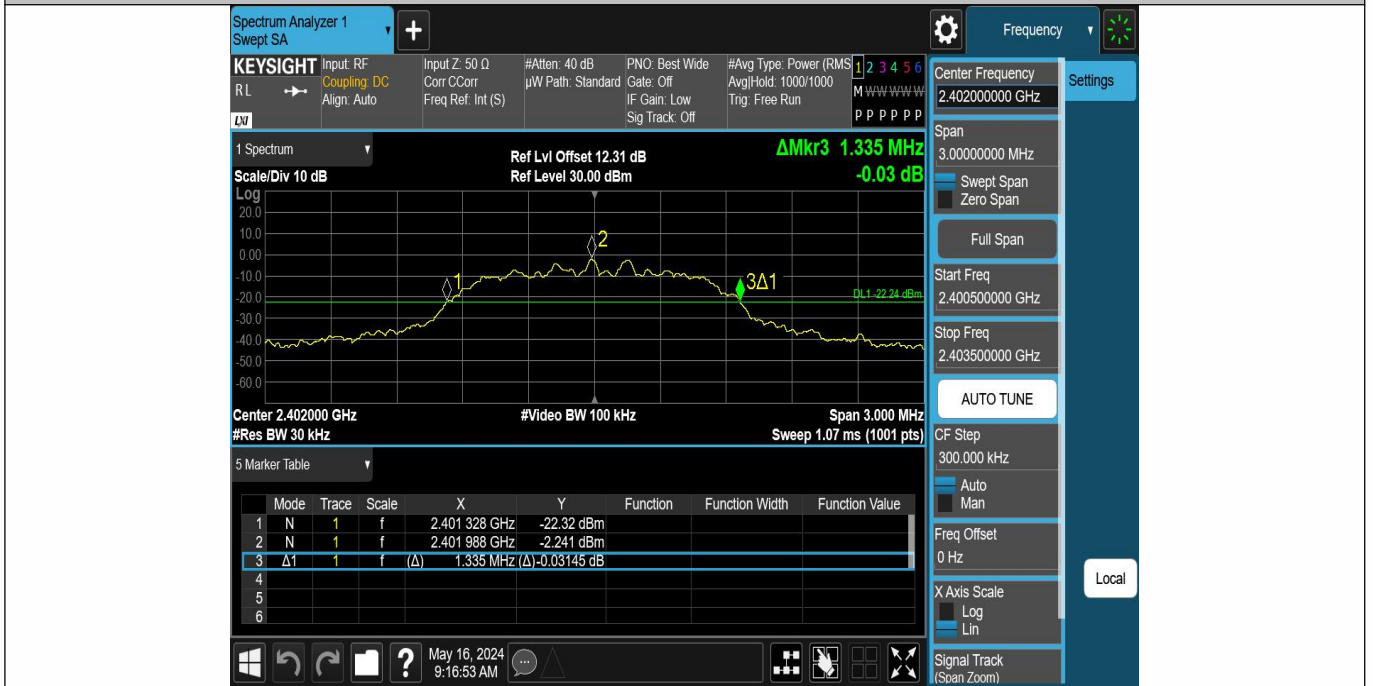 Spectrum Analyzer 1
Swept SA
+
Frequency
KEYSIGHT
RL
LXI
Input: RF
Coupling: DC
Align: Auto
Input Z: 50 Ω
Corr CCorr
Freq Ref: Int (S)
#Atten: 40 dB
µW Path: Standard
PNO: Best Wide
Gate: Off
IF Gain: Low
Sig Track: Off
#Avg Type: Power (RMS
Avg|Hold: 1000/1000
Trig: Free Run
1 2 3 4 5 6
M W W W W W
P P P P P P
1 Spectrum
Scale/Div 10 dB
Ref Lvl Offset 12.31 dB
Ref Level 30.00 dBm
ΔMkr3 1.335 MHz
-0.03 dB
Log
20.0
10.0
0.00
-10.0
-20.0
-30.0
-40.0
-50.0
-60.0
1
2
3Δ1
DL1 -22.24 dBm
Center 2.402000 GHz
#Video BW 100 kHz
Span 3.000 MHz
#Res BW 30 kHz
Sweep 1.07 ms (1001 pts)
5 Marker Table
Mode Trace Scale X Y Function Function Width Function Value
1 N 1 f 2.401 328 GHz -22.32 dBm
2 N 1 f 2.401 988 GHz -2.241 dBm
3 Δ1 1 f (Δ) 1.335 MHz (Δ) -0.03145 dB
4
5
6
May 16, 2024
9:16:53 AM
?
Center Frequency
2.402000000 GHz
Settings
Span
3.00000000 MHz
Swept Span
Zero Span
Full Span
Start Freq
2.400500000 GHz
Stop Freq
2.403500000 GHz
AUTO TUNE
CF Step
300.000 kHz
Auto
Man
Freq Offset
0 Hz
Local
X Axis Scale
Log
Lin
Signal Track
(Span Zoom)